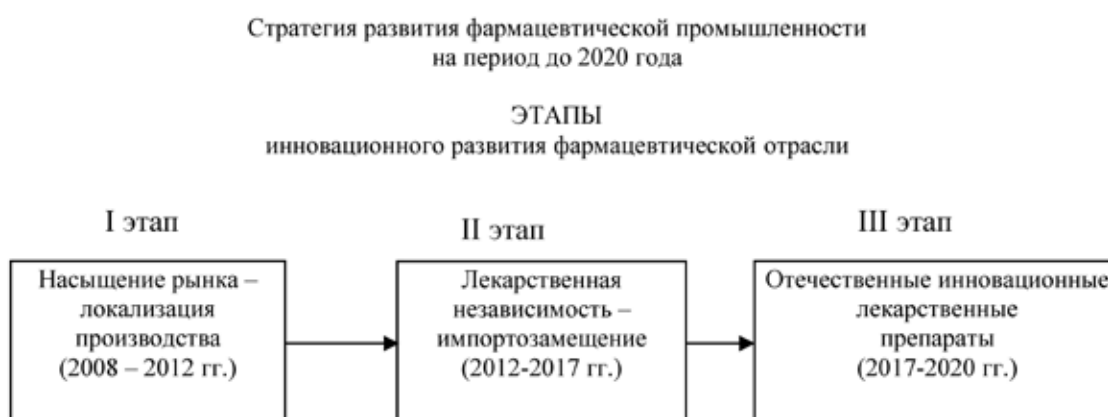 Стратегия развития фармацевтической промышленности
на период до 2020 года
ЭТАПЫ
инновационного развития фармацевтической отрасли
I этап
Насыщение рынка –
локализация
производства
(2008 – 2012 гг.)
II этап
Лекарственная
независимость –
импортозамещение
(2012-2017 гг.)
III этап
Отечественные инновационные
лекарственные
препараты
(2017-2020 гг.)